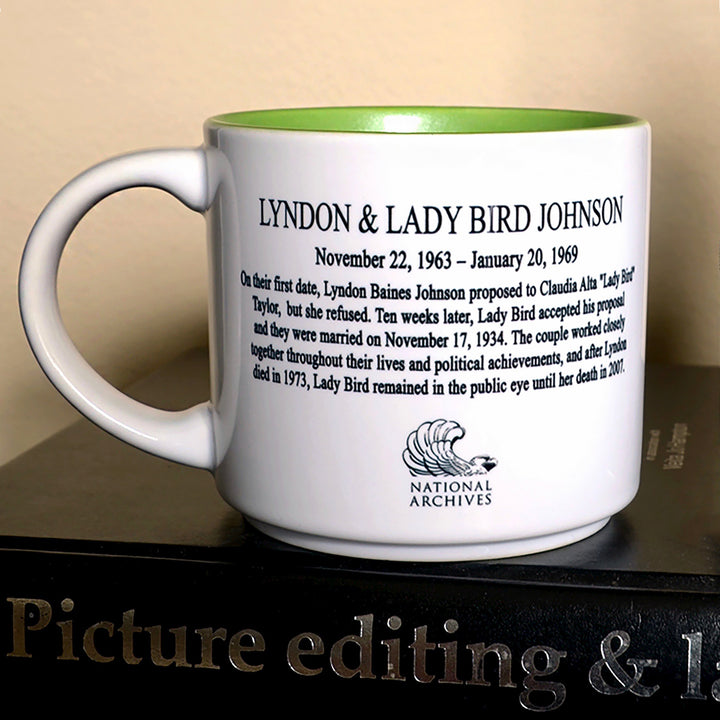 LYNDON & LADY BIRD JOHNSON
November 22, 1963 – January 20, 1969
On their first date, Lyndon Baines Johnson proposed to Claudia Alta "Lady Bird"
Taylor, but she refused. Ten weeks later, Lady Bird accepted his proposal
and they were married on November 17, 1934. The couple worked closely
together throughout their lives and political achievements, and after Lyndon
died in 1973, Lady Bird remained in the public eye until her death in 2007.
NATIONAL
ARCHIVES
Picture editing &